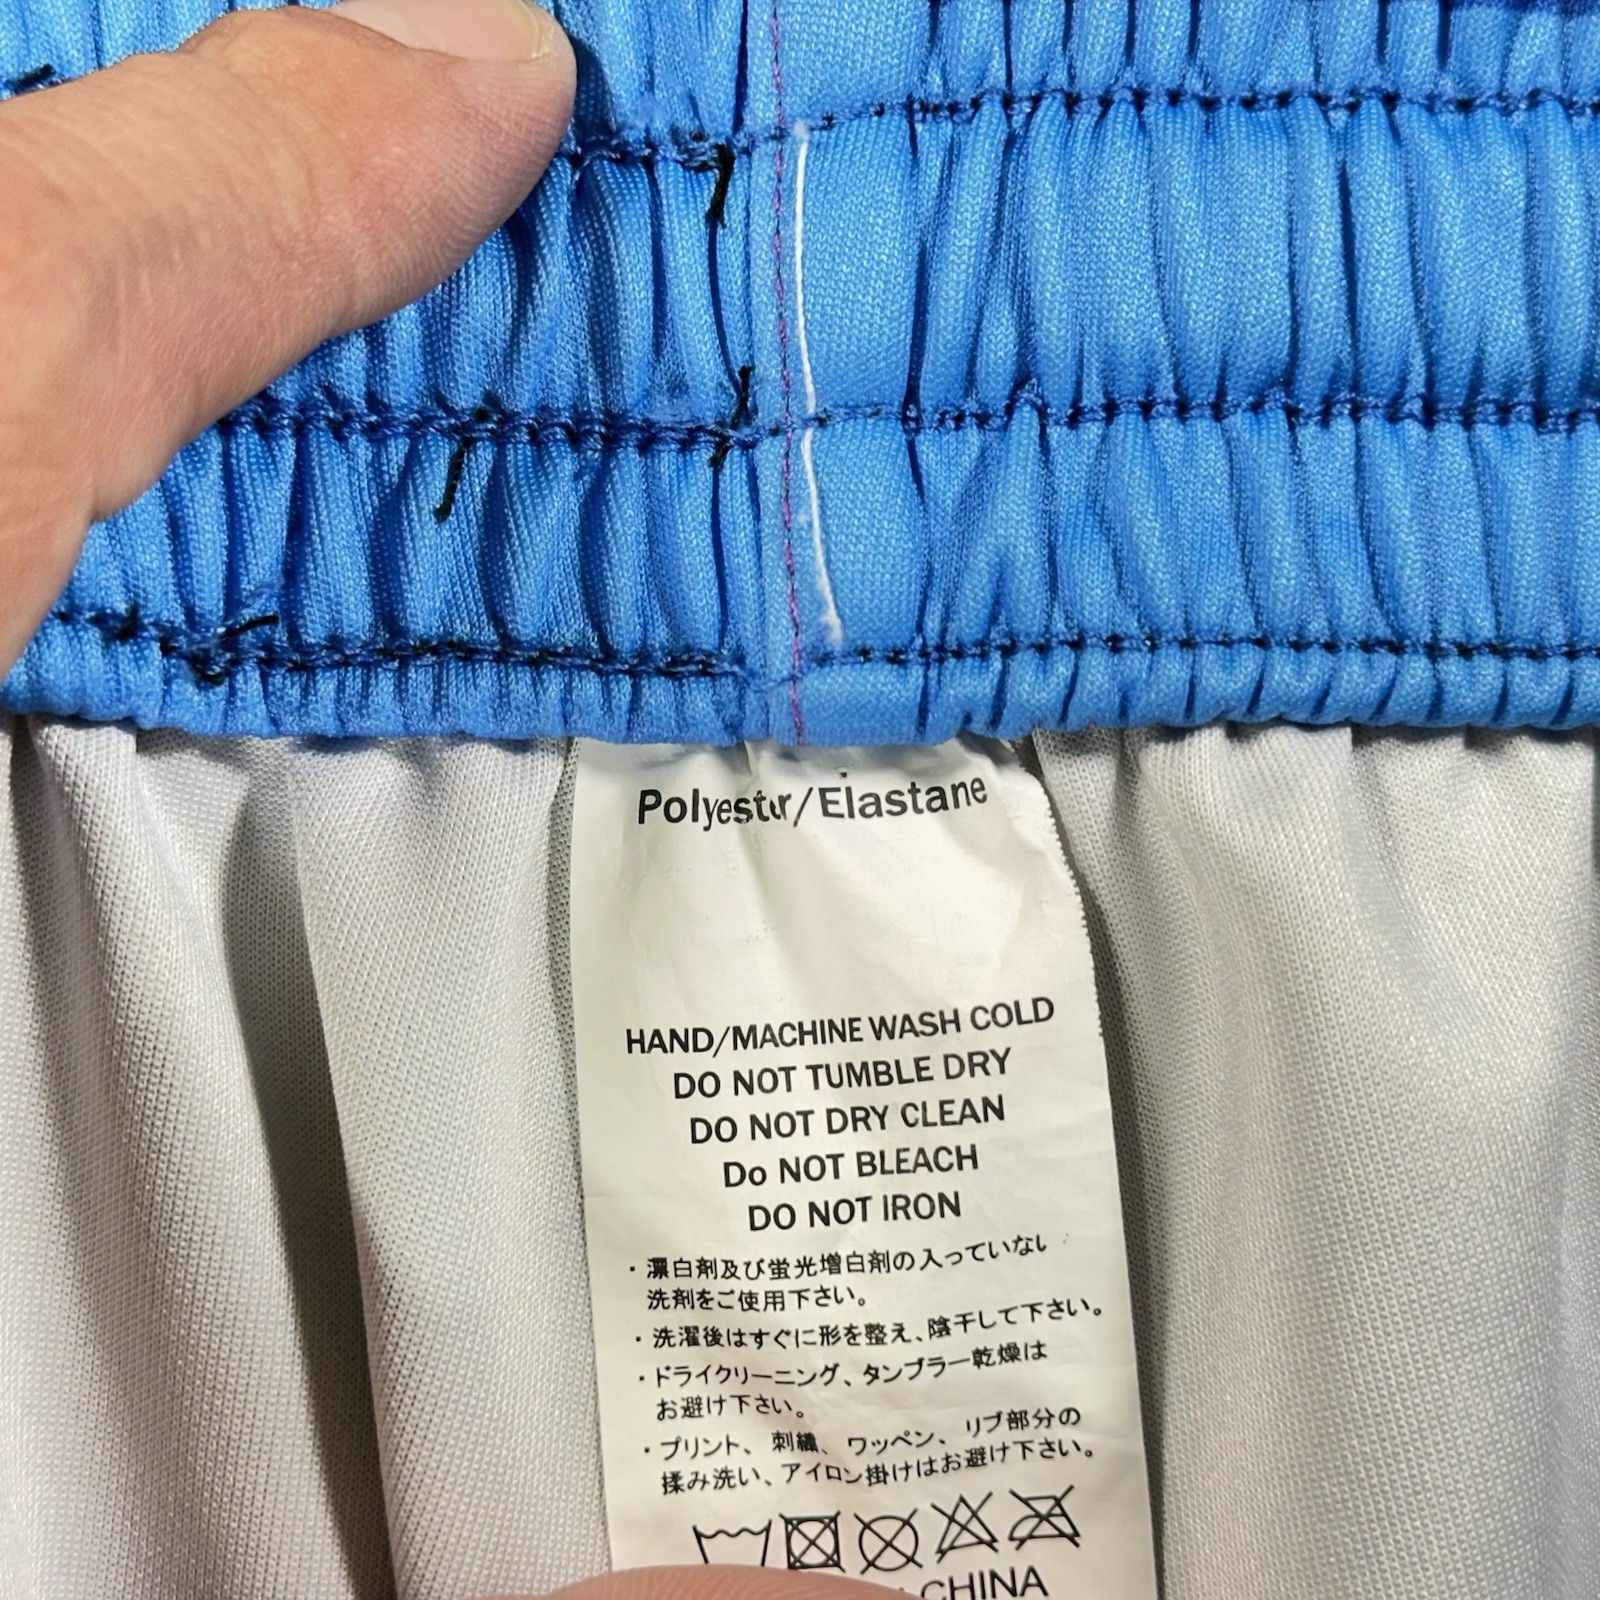 Polyester/Elastane
HAND/MACHINE WASH COLD
DO NOT TUMBLE DRY
DO NOT DRY CLEAN
Do NOT BLEACH
DO NOT IRON
・漂白剤及び蛍光増白剤の入っていない
洗剤をご使用下さい。
・洗濯後はすぐに形を整え、陰干して下さい。
・ドライクリーニング、タンブラー乾燥は
お避け下さい。
・プリント、刺繍、ワッペン、リブ部分の
揉み洗い、アイロン掛けはお避け下さい。
CHINA